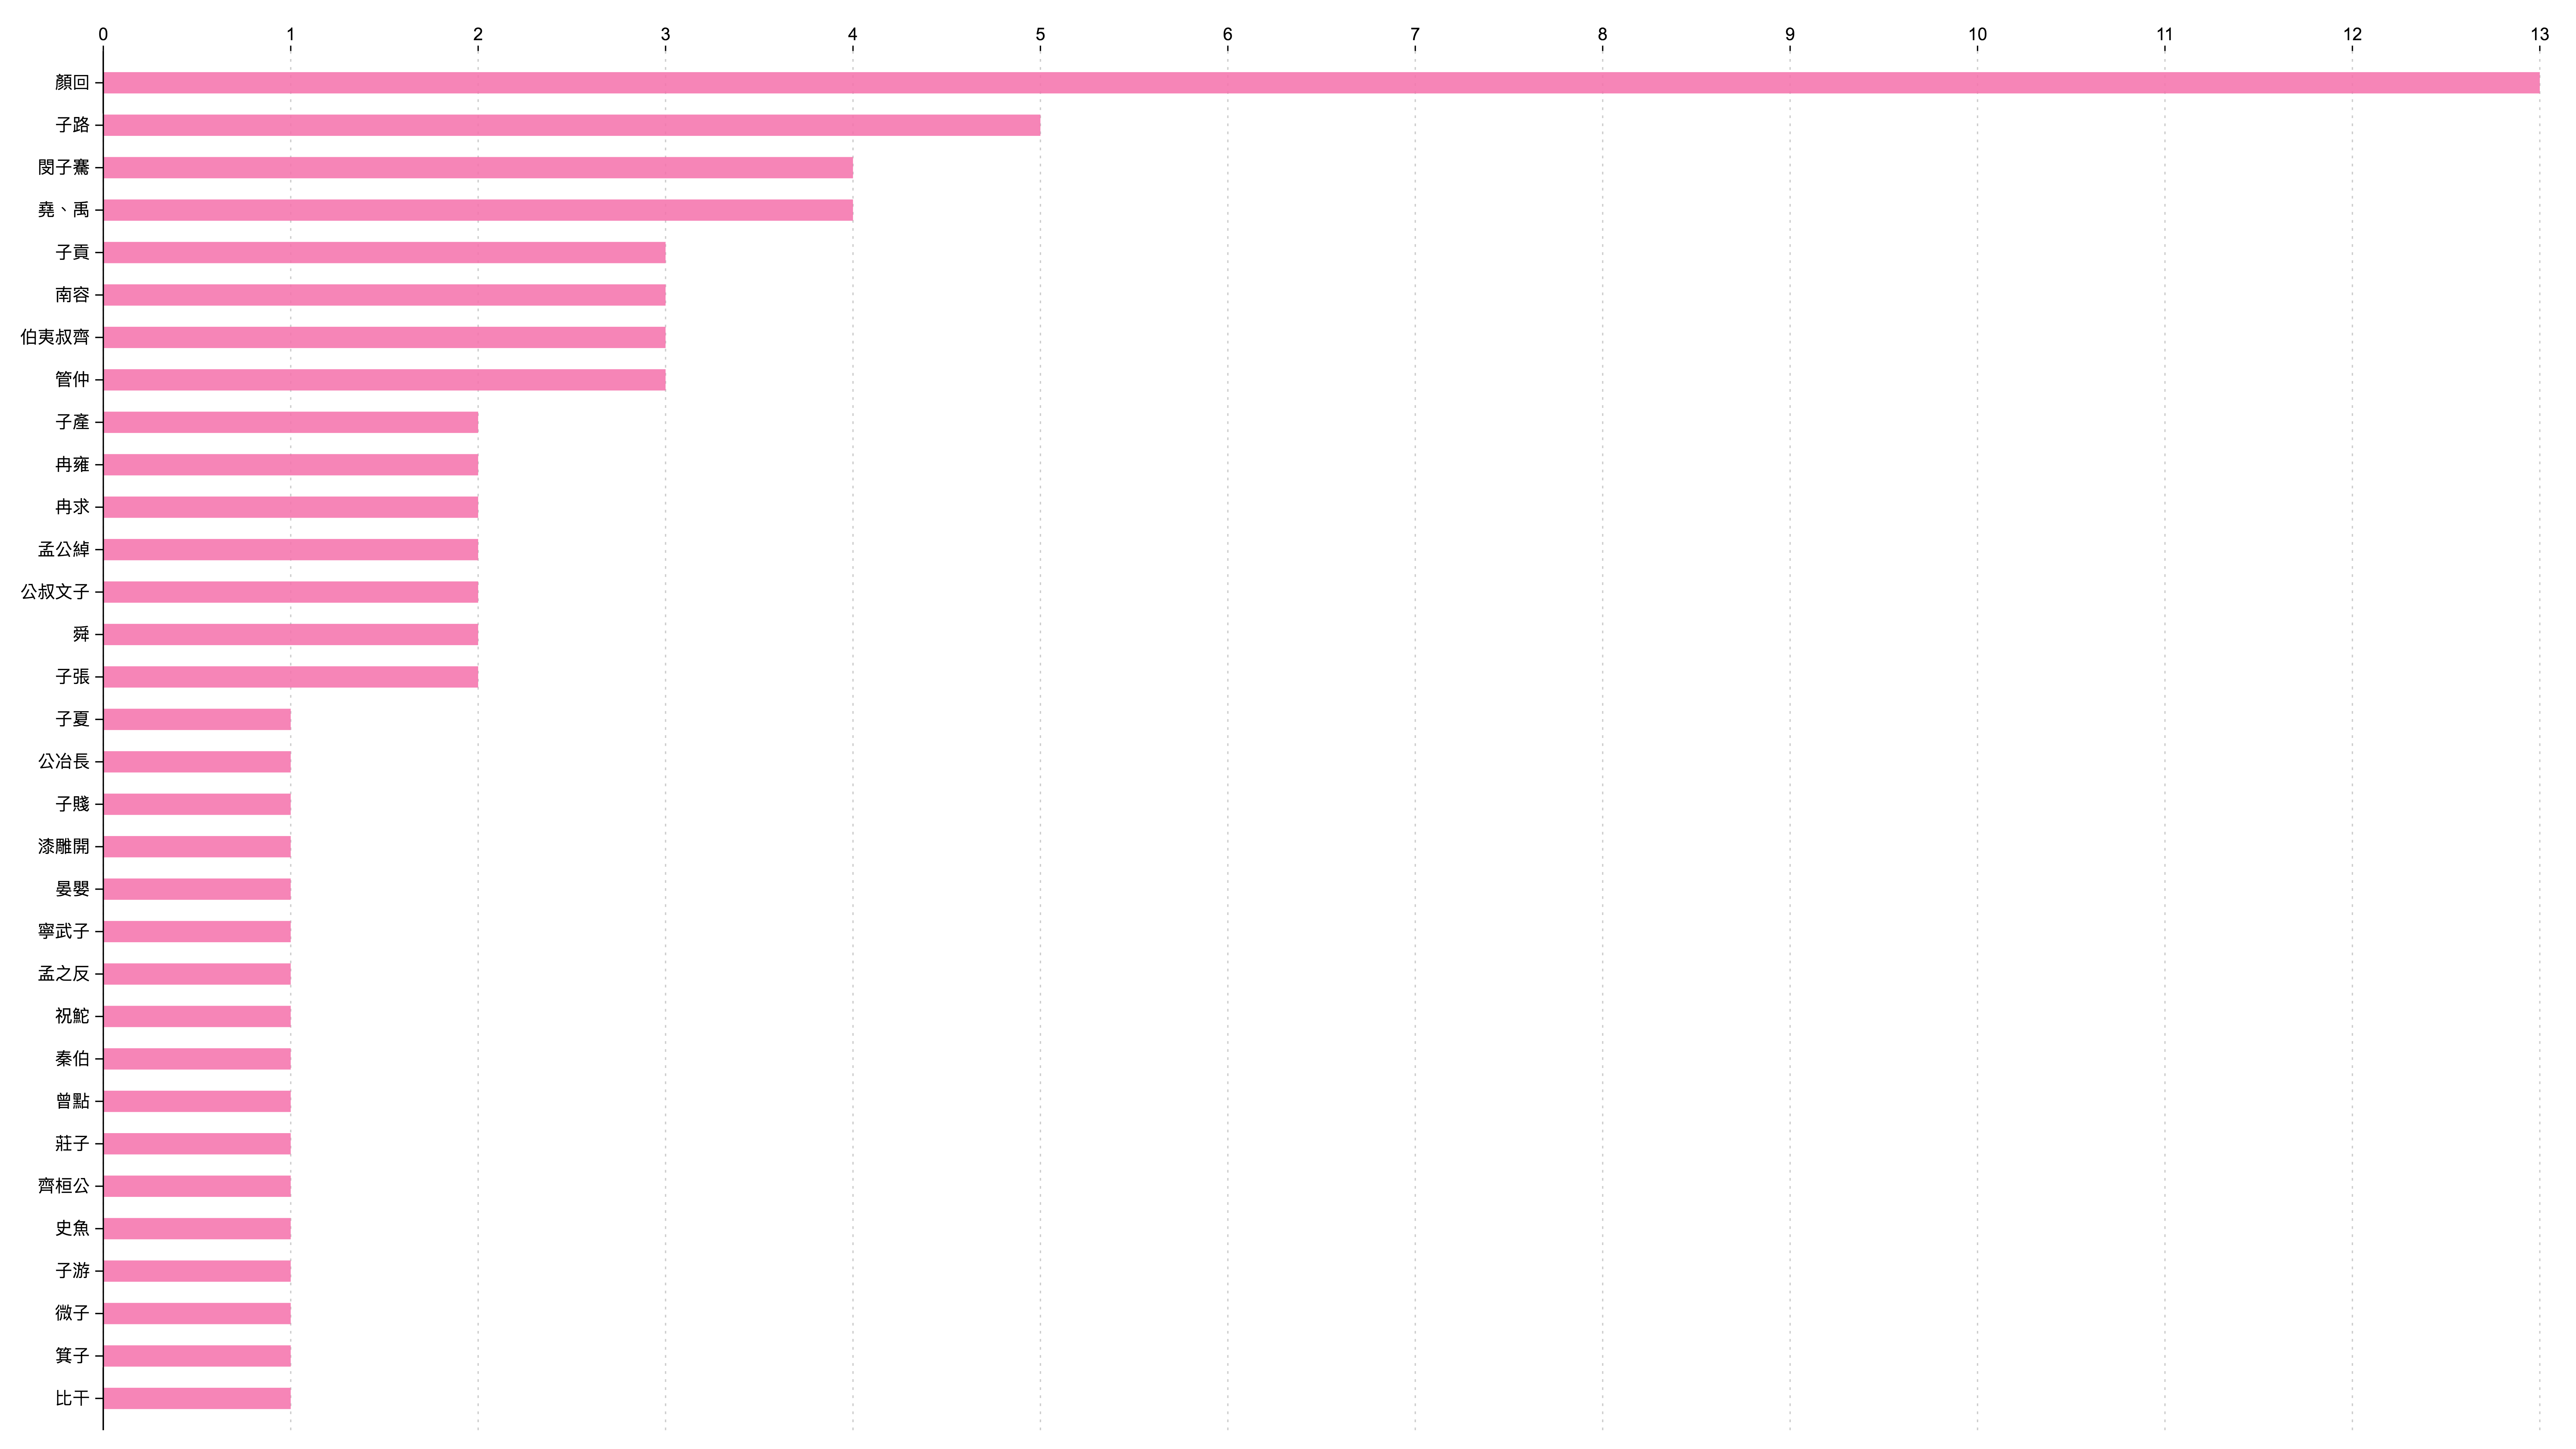 0 1 2 3 4 5 6 7 8 9 10 11 12 13
顏回
子路
閔子騫
堯、禹
子貢
南容
伯夷叔齊
管仲
子產
冉雍
冉求
孟公綽
公叔文子
舜
子張
子夏
公冶長
子賤
漆雕開
晏嬰
寧武子
孟之反
祝鮀
秦伯
曾點
莊子
齊桓公
史魚
子游
微子
箕子
比干